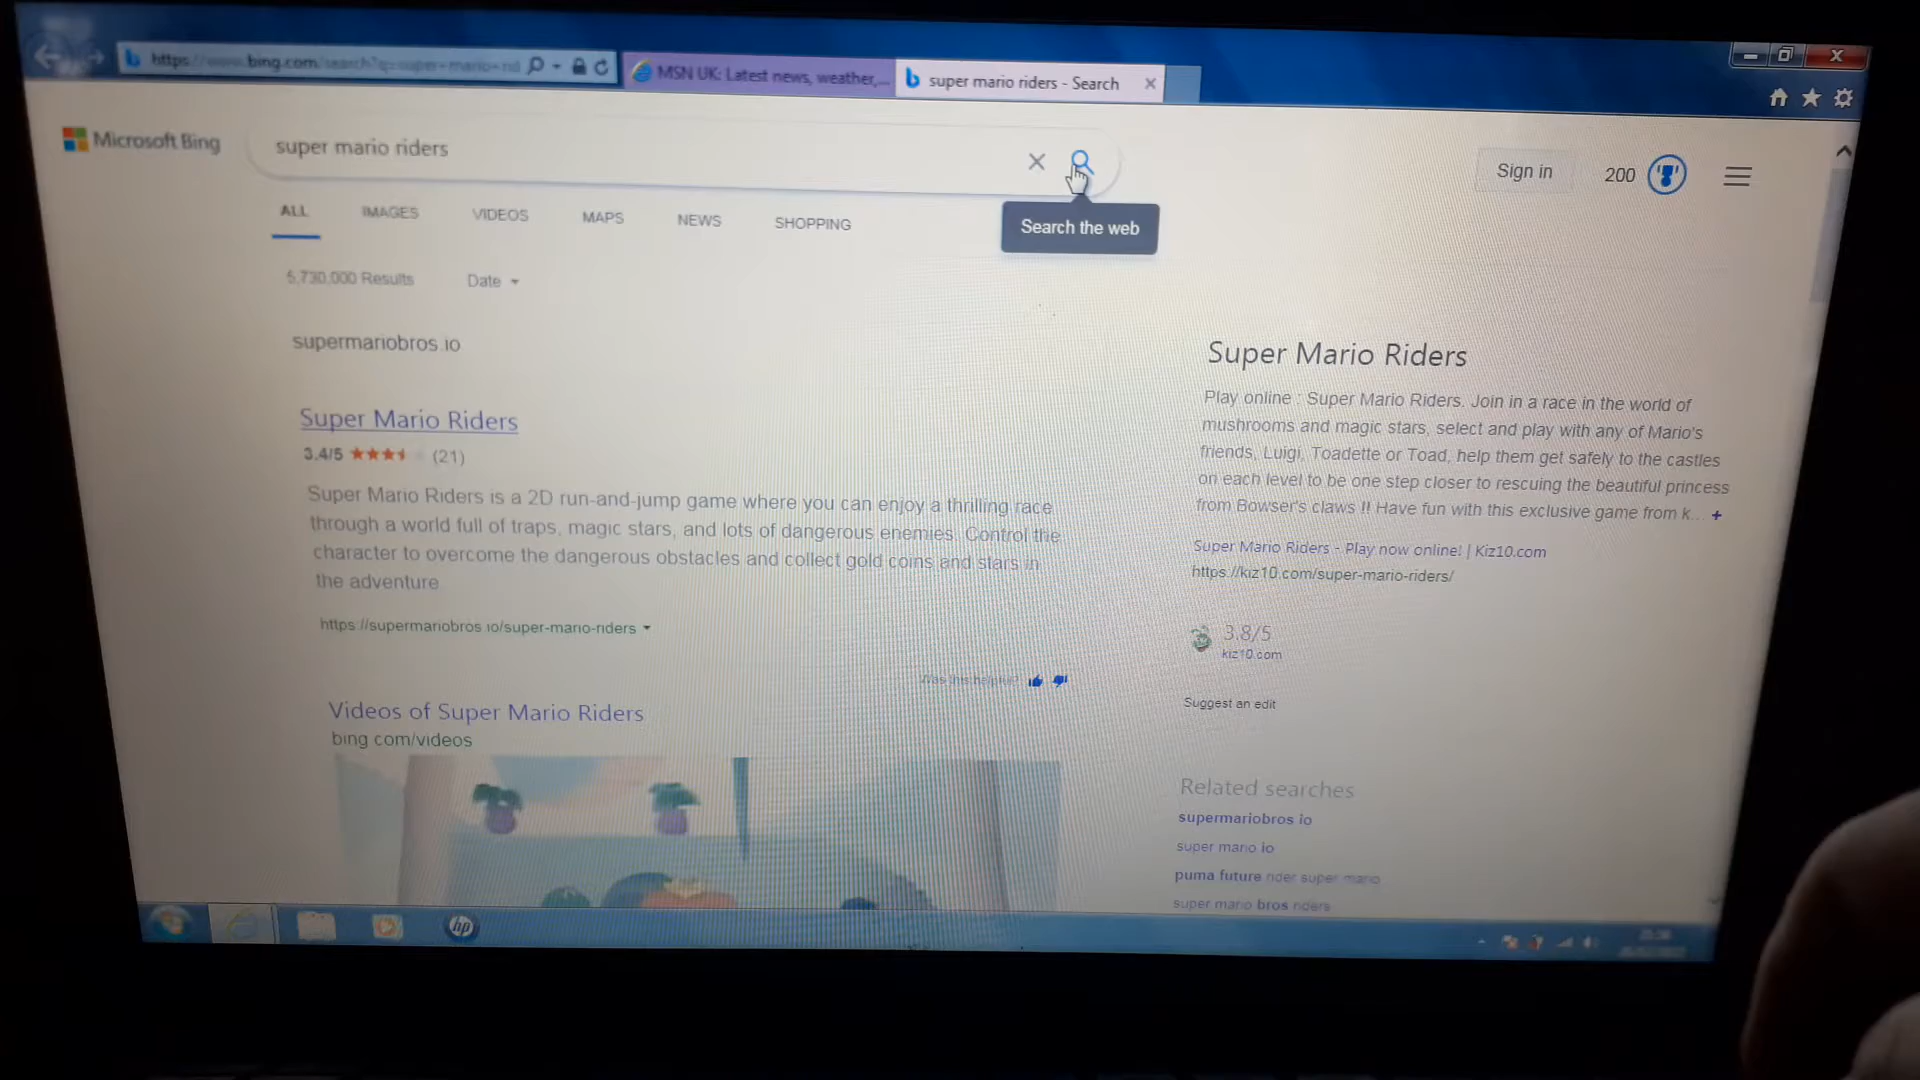 https://www.bing.com/search?q=super+mario+rid
MSN UK: Latest news, weather,...
super mario riders - Search
Microsoft Bing
super mario riders
Sign in
200
ALL
IMAGES
VIDEOS
MAPS
NEWS
SHOPPING
Search the web
5,730,000 Results
Date
supermariobros.io
Super Mario Riders
3.4/5
(21)
Super Mario Riders is a 2D run-and-jump game where you can enjoy a thrilling race
through a world full of traps, magic stars, and lots of dangerous enemies. Control the
character to overcome the dangerous obstacles and collect gold coins and stars in
the adventure
https://supermariobros.io/super-mario-riders
Was this helpful?
Videos of Super Mario Riders
bing.com/videos
Super Mario Riders
Play online : Super Mario Riders. Join in a race in the world of
mushrooms and magic stars, select and play with any of Mario's
friends, Luigi, Toadette or Toad, help them get safely to the castles
on each level to be one step closer to rescuing the beautiful princess
from Bowser's claws !! Have fun with this exclusive game from k... +
Super Mario Riders - Play now online! | Kiz10.com
https://kiz10.com/super-mario-riders/
3.8/5
kiz10.com
Suggest an edit
Related searches
supermariobros io
super mario io
puma future rider super mario
super mario bros riders
hp